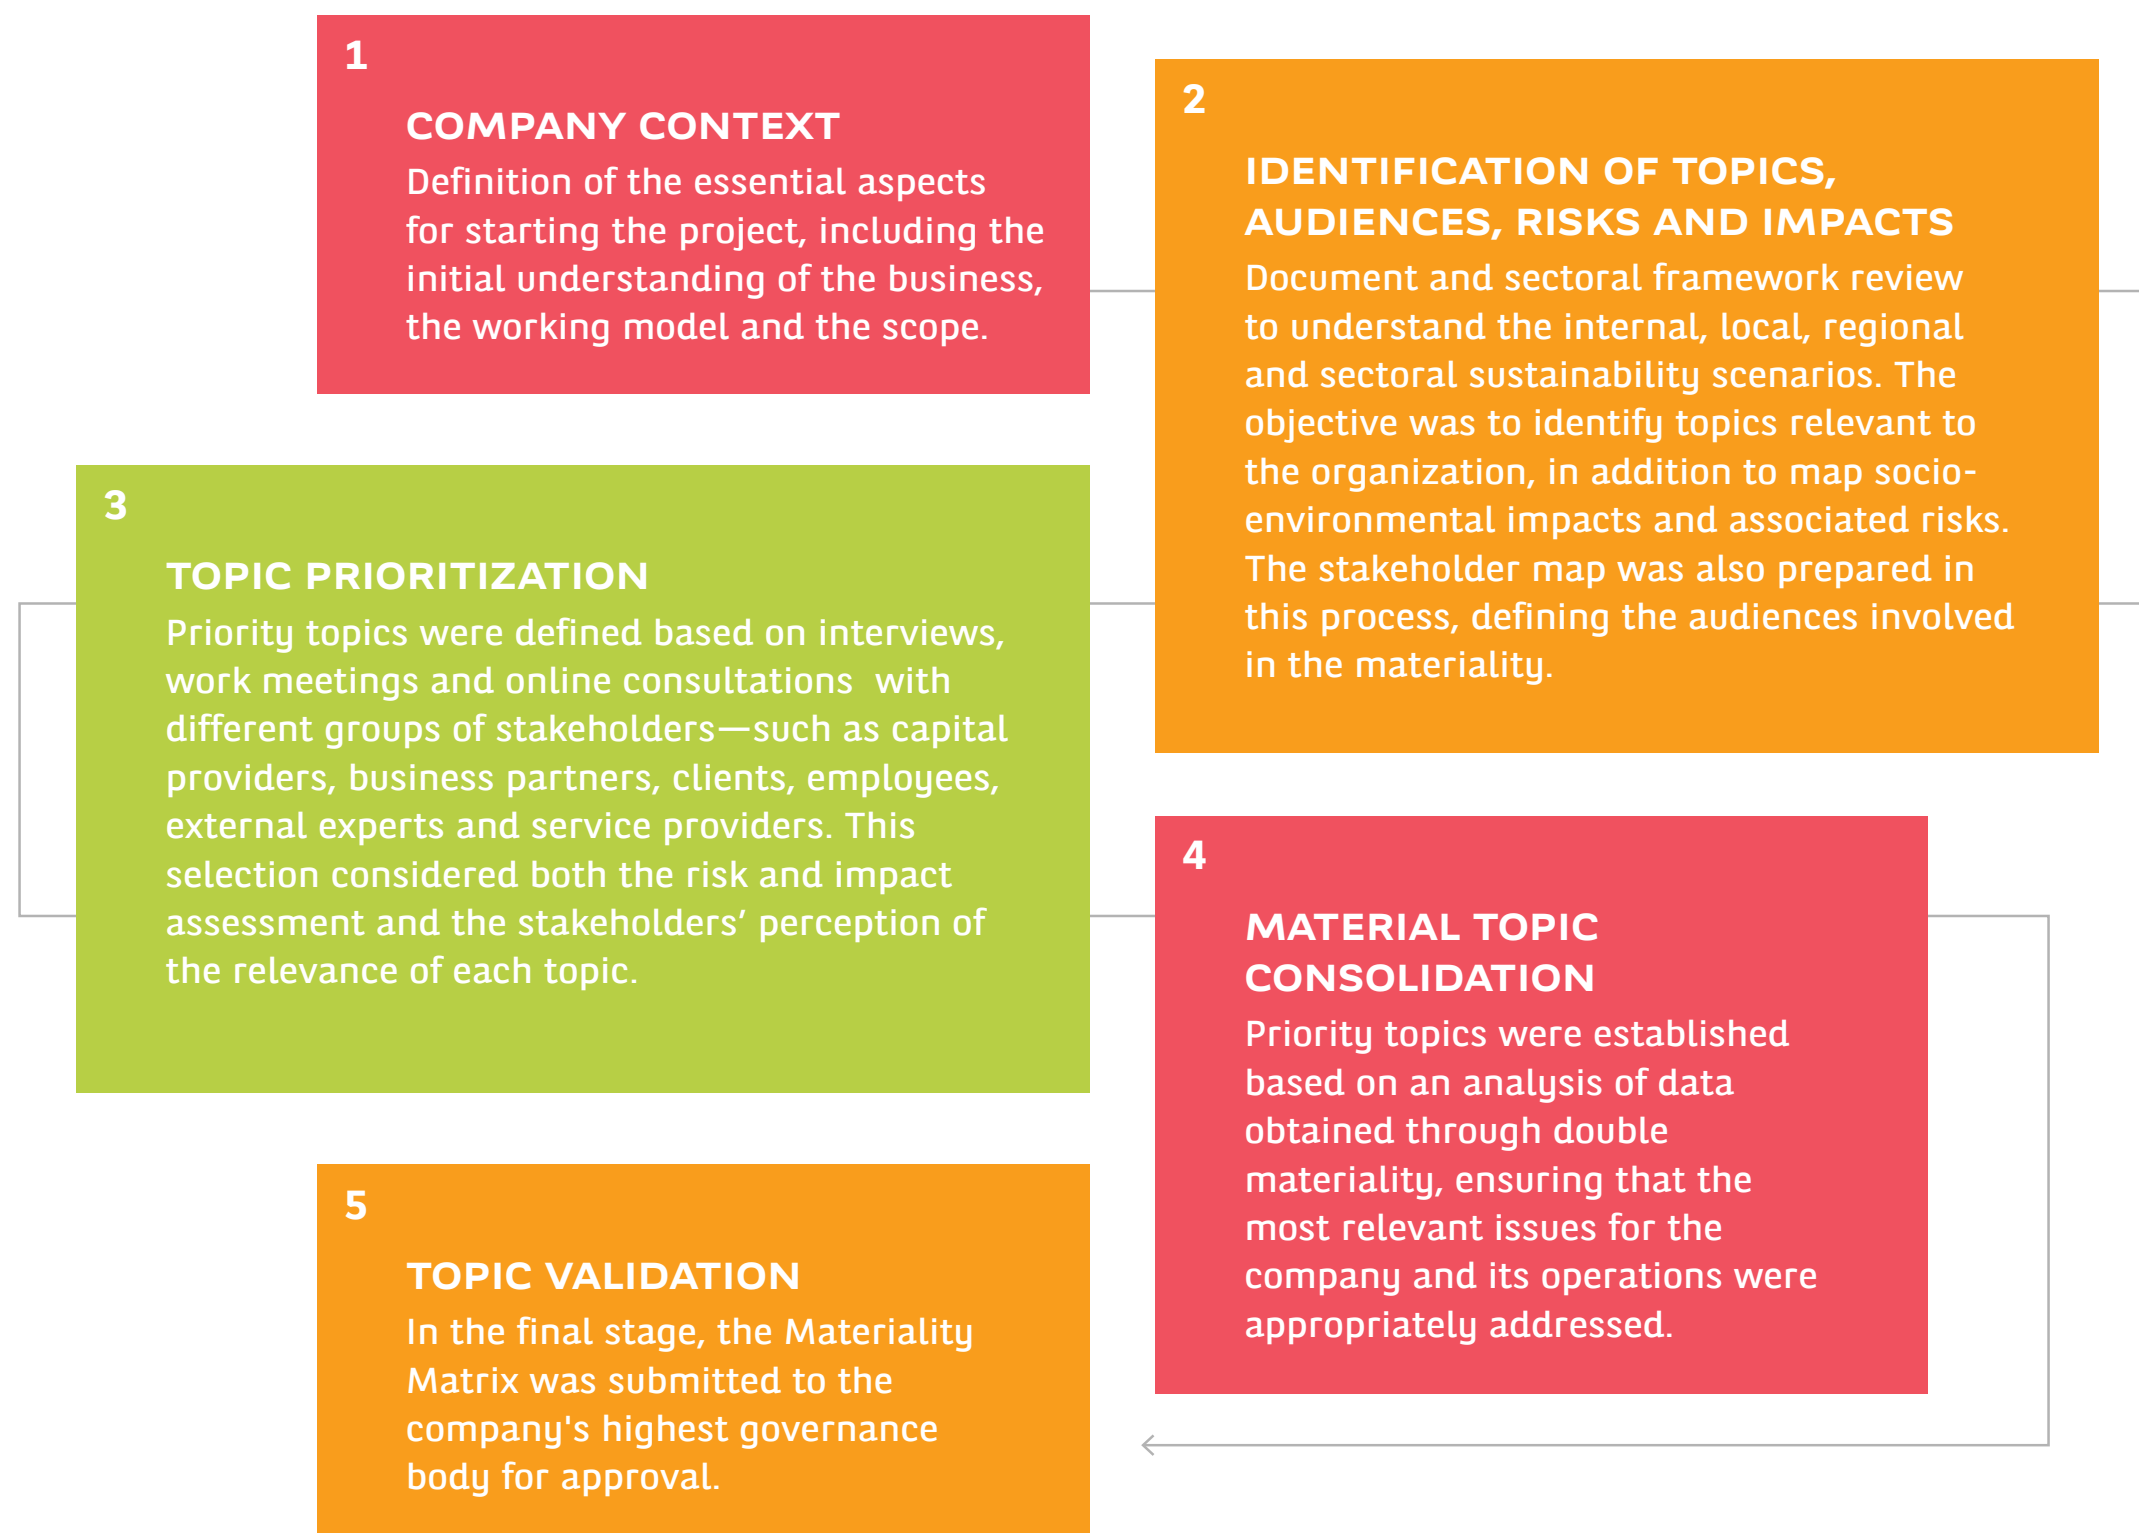 1
COMPANY CONTEXT
Definition of the essential aspects
for starting the project, including the
initial understanding of the business,
the working model and the scope.
2
IDENTIFICATION OF TOPICS,
AUDIENCES, RISKS AND IMPACTS
Document and sectoral framework review
to understand the internal, local, regional
and sectoral sustainability scenarios. The
objective was to identify topics relevant to
the organization, in addition to map socio-
environmental impacts and associated risks.
The stakeholder map was also prepared in
this process, defining the audiences involved
in the materiality.
3
TOPIC PRIORITIZATION
Priority topics were defined based on interviews,
work meetings and online consultations with
different groups of stakeholders—such as capital
providers, business partners, clients, employees,
external experts and service providers. This
selection considered both the risk and impact
assessment and the stakeholders’ perception of
the relevance of each topic.
4
MATERIAL TOPIC
CONSOLIDATION
Priority topics were established
based on an analysis of data
obtained through double
materiality, ensuring that the
most relevant issues for the
company and its operations were
appropriately addressed.
5
TOPIC VALIDATION
In the final stage, the Materiality
Matrix was submitted to the
company's highest governance
body for approval.